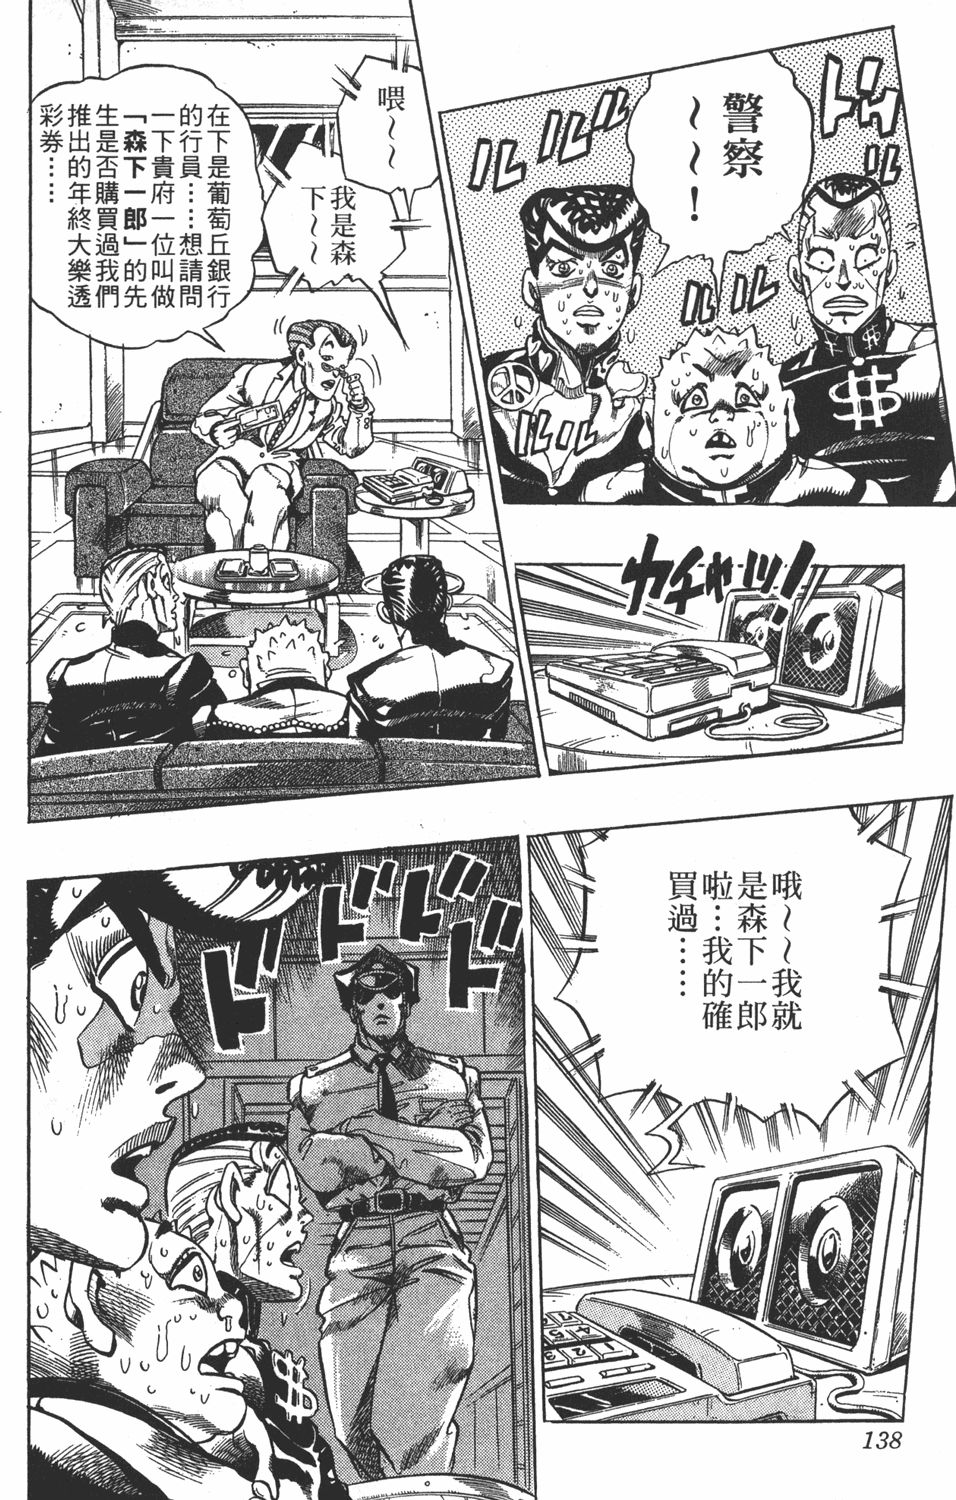 警察
～～！
ドド
ルルル
ルル
ルルル
喂～～
我是森
下～～
在下是葡萄丘銀行
的行員……想請問
一下貴府一位叫做
「森下一郎」的先
生是否購買過我們
推出的年終大樂透
彩券……
カチャッ！
哦～～我就
是森下一郎
啦…我的確
買過……
ドドド
138